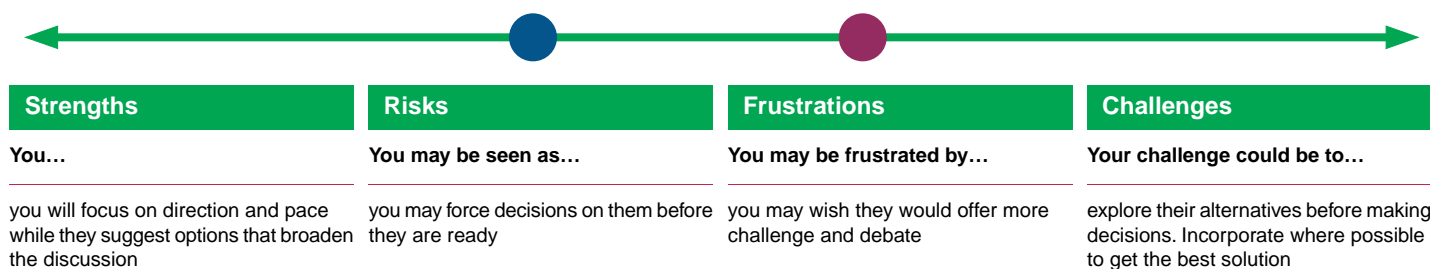 Strengths
Risks
Frustrations
Challenges
You…
You may be seen as…
You may be frustrated by…
Your challenge could be to…
you will focus on direction and pace
while they suggest options that broaden
the discussion
you may force decisions on them before
they are ready
you may wish they would offer more
challenge and debate
explore their alternatives before making
decisions. Incorporate where possible
to get the best solution